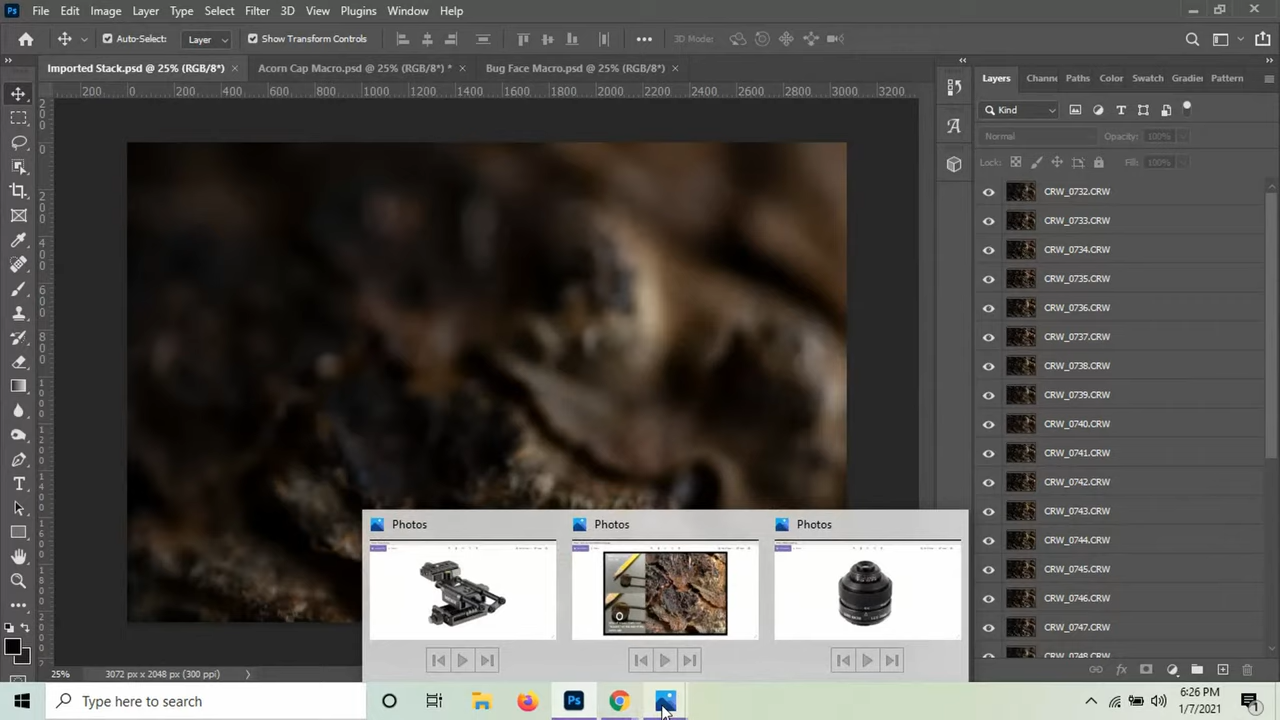 Ps File Edit Image Layer Type Select Filter 3D View Plugins Window Help
Auto-Select: Layer Show Transform Controls 3D Mode:
Imported Stack.psd @ 25% (RGB/8*) × Acorn Cap Macro.psd @ 25% (RGB/8*) * × Bug Face Macro.psd @ 25% (RGB/8*) ×
Layers Channe Paths Color Swatch Gradie Pattern
200 0 200 400 600 800 1000 1200 1400 1600 1800 2000 2200 2400 2600 2800 3000 3200
Kind
Normal Opacity: 100%
Lock: Fill: 100%
CRW_0732.CRW
CRW_0733.CRW
CRW_0734.CRW
CRW_0735.CRW
CRW_0736.CRW
CRW_0737.CRW
CRW_0738.CRW
CRW_0739.CRW
CRW_0740.CRW
CRW_0741.CRW
CRW_0742.CRW
CRW_0743.CRW
CRW_0744.CRW
CRW_0745.CRW
CRW_0746.CRW
CRW_0747.CRW
CRW_0748.CRW
Photos Photos Photos
25% 3072 px x 2048 px (300 ppi)
Type here to search
Ps
6:26 PM
1/7/2021